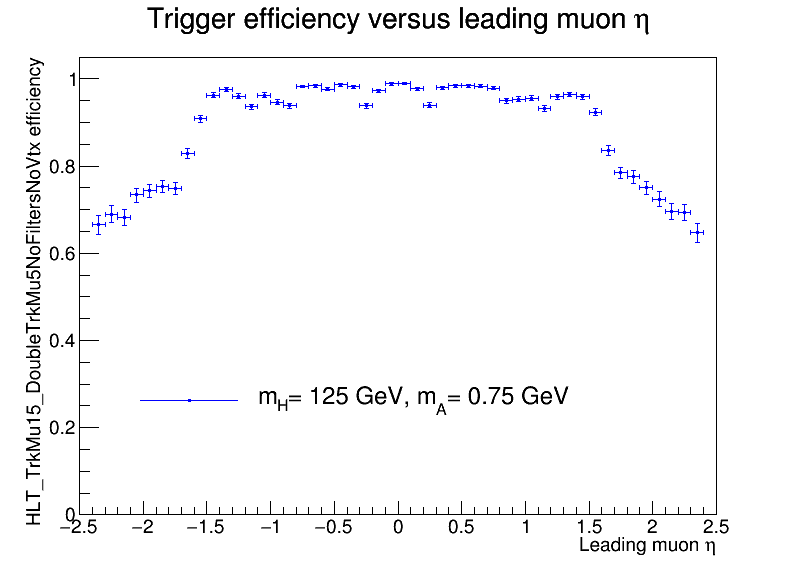 Trigger efficiency versus leading muon η
HLT_TrkMu15_DoubleTrkMu5NoFiltersNoVtx efficiency
1
0.8
0.6
0.4
0.2
0
m_H= 125 GeV, m_A= 0.75 GeV
−2.5 −2 −1.5 −1 −0.5 0 0.5 1 1.5 2 2.5
Leading muon η